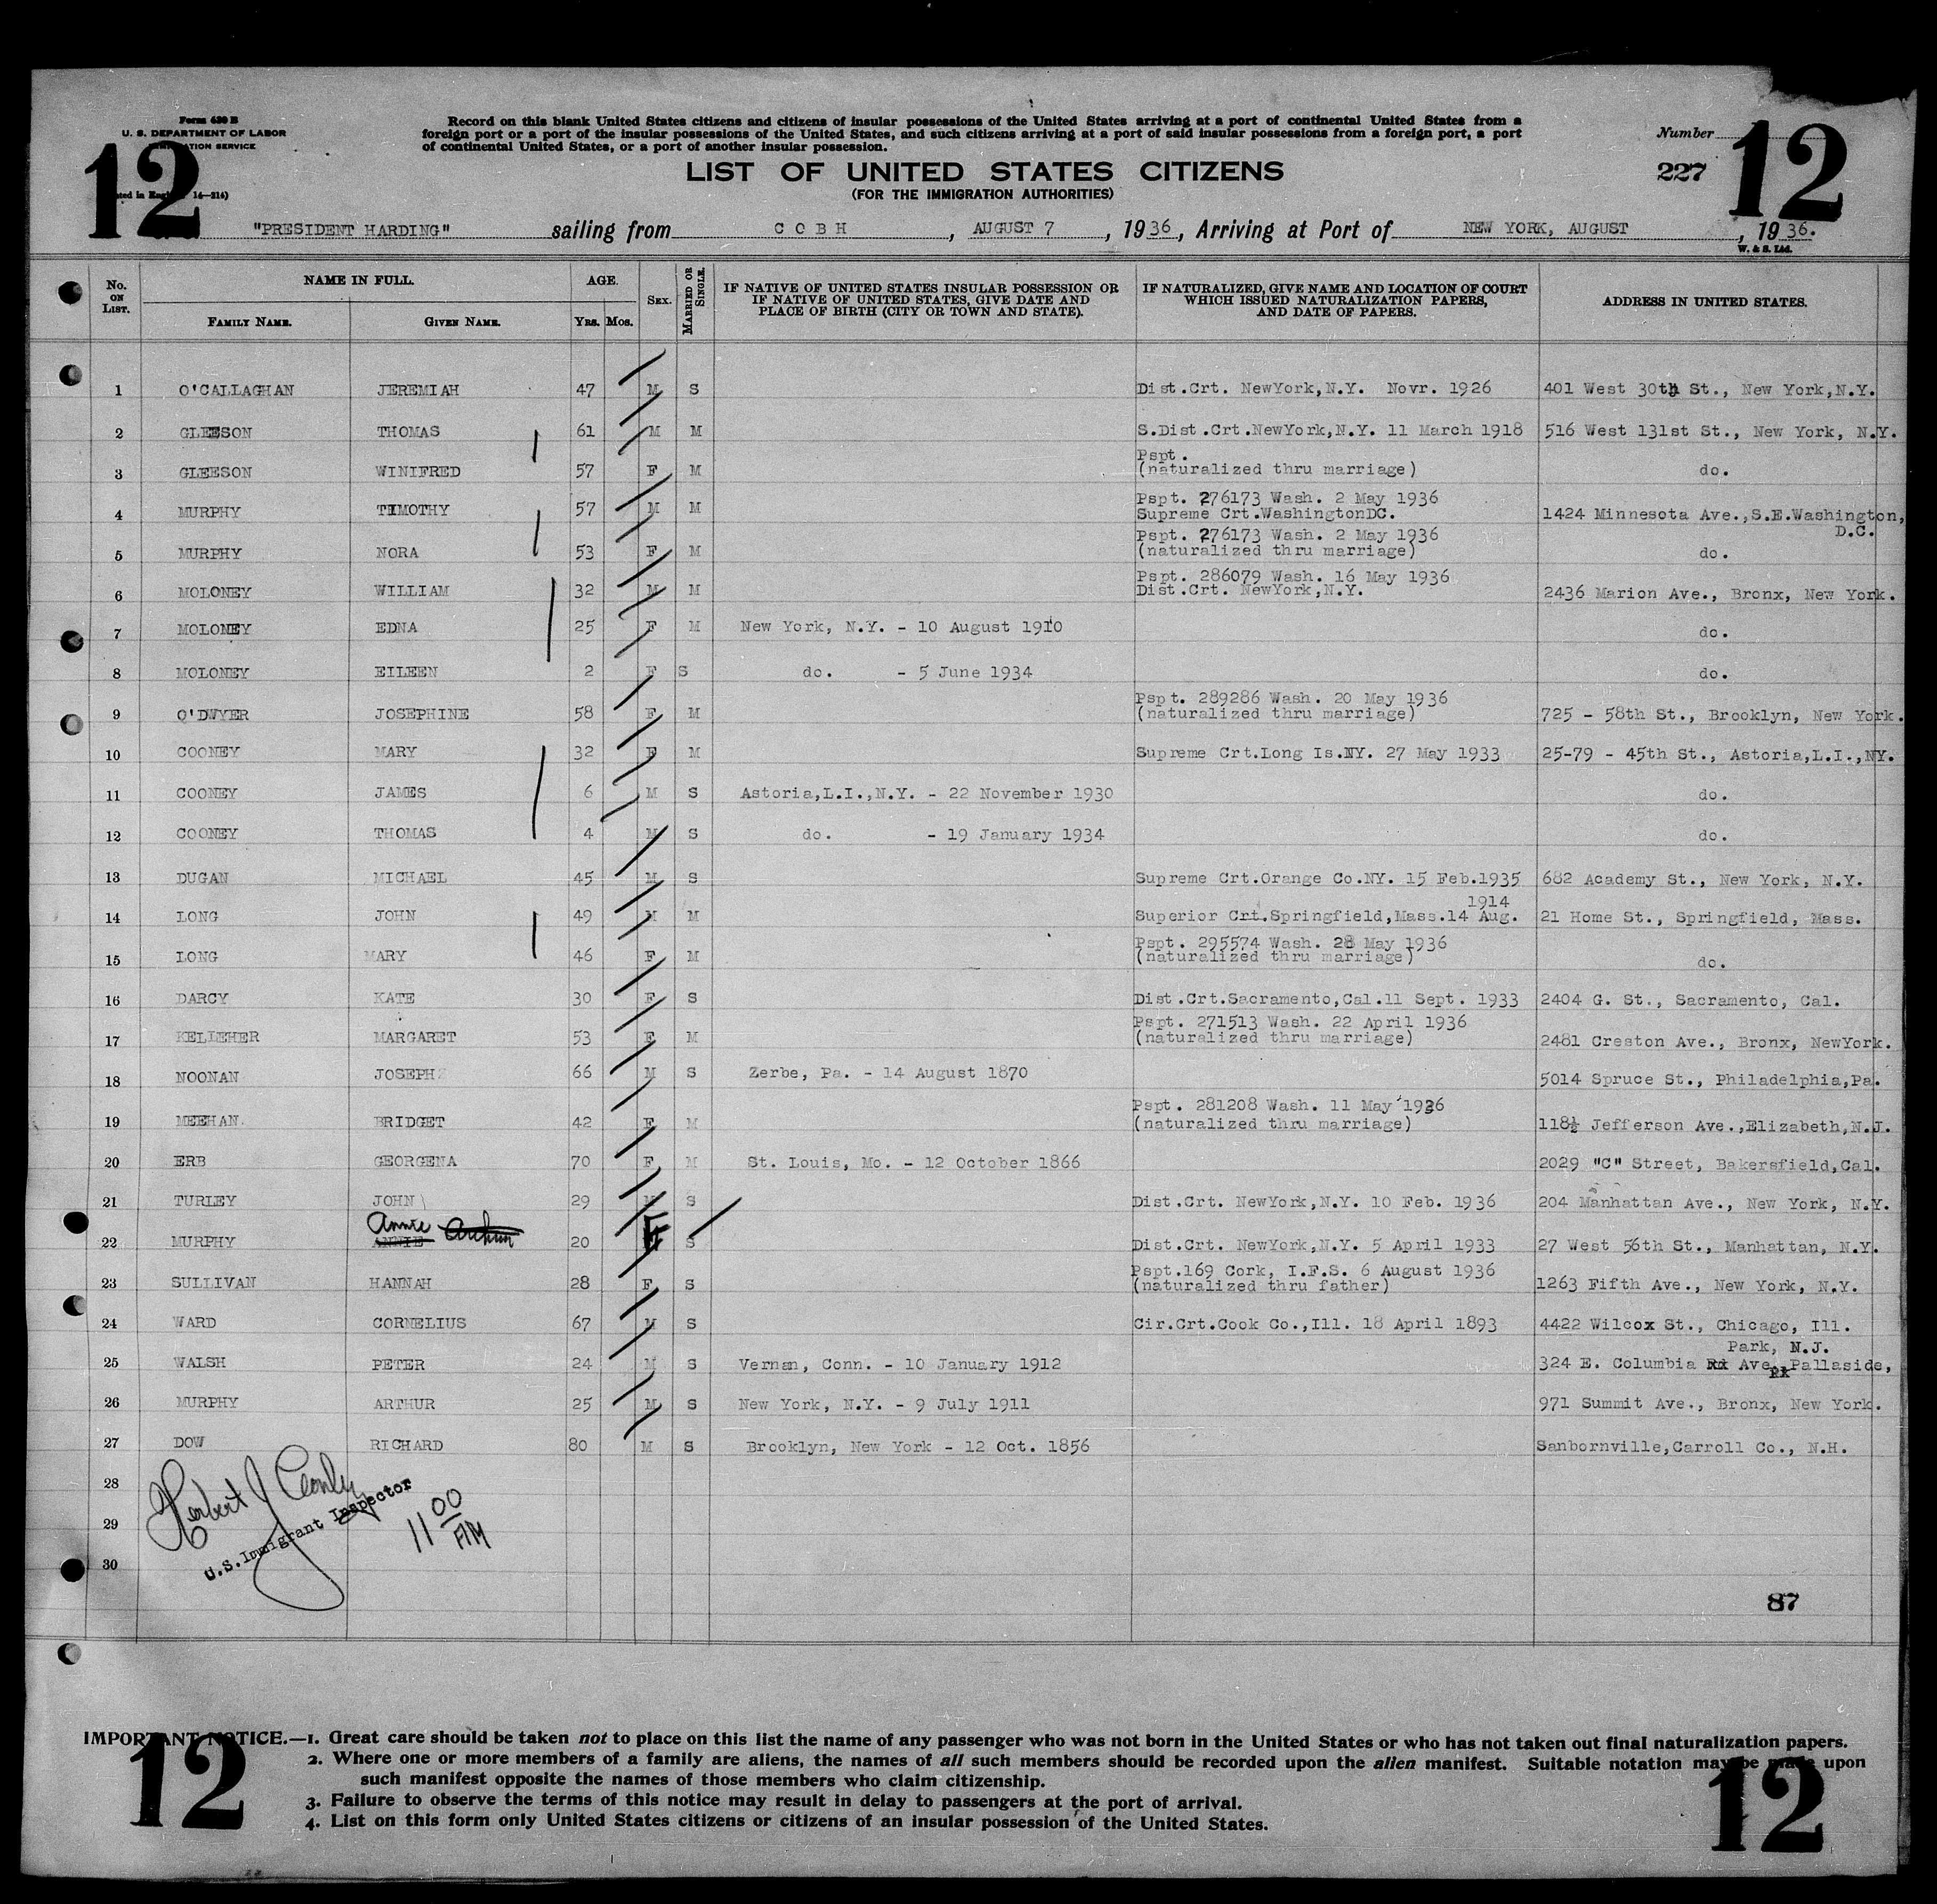 Form 630 B
U. S. DEPARTMENT OF LABOR
IMMIGRATION SERVICE
12
Record on this blank United States citizens and citizens of insular possessions of the United States arriving at a port of continental United States from a
foreign port or a port of the insular possessions of the United States, and such citizens arriving at a port of said insular possessions from a foreign port, a port
of continental United States, or a port of another insular possession.
Number
12
LIST OF UNITED STATES CITIZENS
227
(FOR THE IMMIGRATION AUTHORITIES)
"PRESIDENT HARDING" sailing from COBH, AUGUST 7, 1936, Arriving at Port of NEW YORK, AUGUST, 1936.
W. & S. Ltd.
No. ON LIST. NAME IN FULL. FAMILY NAME. GIVEN NAME. AGE. YRS. MOS. SEX. MARRIED OR SINGLE. IF NATIVE OF UNITED STATES INSULAR POSSESSION OR IF NATIVE OF UNITED STATES, GIVE DATE AND PLACE OF BIRTH (CITY OR TOWN AND STATE). IF NATURALIZED, GIVE NAME AND LOCATION OF COURT WHICH ISSUED NATURALIZATION PAPERS, AND DATE OF PAPERS. ADDRESS IN UNITED STATES.
1 O'CALLAGHAN JEREMIAH 47 M S Dist.Crt. NewYork,N.Y. Novr. 1926 401 West 30th St., New York,N.Y.
2 GLEESON THOMAS 61 M M S.Dist.Crt.NewYork,N.Y. 11 March 1918 516 West 131st St., New York, N.Y.
Pspt.
3 GLEESON WINIFRED 57 F M (naturalized thru marriage) do.
Pspt. 276173 Wash. 2 May 1936
4 MURPHY TIMOTHY 57 M M Supreme Crt.WashingtonDC. 1424 Minnesota Ave.,S.E.Washington,
D.C.
Pspt. 276173 Wash. 2 May 1936
5 MURPHY NORA 53 F M (naturalized thru marriage) do.
Pspt. 286079 Wash. 16 May 1936
6 MOLONEY WILLIAM 32 M M Dist.Crt. NewYork,N.Y. 2436 Marion Ave., Bronx, New York.
7 MOLONEY EDNA 25 F M New York, N.Y. - 10 August 1910 do.
8 MOLONEY EILEEN 2 F S do. - 5 June 1934 do.
Pspt. 289286 Wash. 20 May 1936
9 O'DWYER JOSEPHINE 58 F M (naturalized thru marriage) 725 - 58th St., Brooklyn, New York.
10 COONEY MARY 32 F M Supreme Crt.Long Is.NY. 27 May 1933 25-79 - 45th St., Astoria,L.I.,NY.
11 COONEY JAMES 6 M S Astoria,L.I.,N.Y. - 22 November 1930 do.
12 COONEY THOMAS 4 M S do. - 19 January 1934 do.
13 DUGAN MICHAEL 45 M S Supreme Crt.Orange Co.NY. 15 Feb.1935 682 Academy St., New York, N.Y.
1914
14 LONG JOHN 49 M M Superior Crt.Springfield,Mass.14 Aug. 21 Home St., Springfield, Mass.
Pspt. 295574 Wash. 28 May 1936
15 LONG MARY 46 F M (naturalized thru marriage) do.
16 DARCY KATE 30 F S Dist.Crt.Sacramento,Cal.11 Sept. 1933 2404 G. St., Sacramento, Cal.
Pspt. 271513 Wash. 22 April 1936
17 KELLEHER MARGARET 53 F M (naturalized thru marriage) 2481 Creston Ave., Bronx, NewYork.
18 NOONAN JOSEPH 66 M S Zerbe, Pa. - 14 August 1870 5014 Spruce St., Philadelphia,Pa.
Pspt. 281208 Wash. 11 May 1936
19 MEEHAN. BRIDGET 42 F M (naturalized thru marriage) 118½ Jefferson Ave.,Elizabeth,N.J.
20 ERB GEORGENA 70 F M St. Louis, Mo. - 12 October 1866 2029 "C" Street, Bakersfield,Cal.
21 TURLEY JOHN 29 M S Dist.Crt. NewYork,N.Y. 10 Feb. 1936 204 Manhattan Ave., New York, N.Y.
Annie Arthur
22 MURPHY ANNIE 20 F S Dist.Crt. NewYork,N.Y. 5 April 1933 27 West 56th St., Manhattan, N.Y.
Pspt.169 Cork, I.F.S. 6 August 1936
23 SULLIVAN HANNAH 28 F S (naturalized thru father) 1263 Fifth Ave., New York, N.Y.
24 WARD CORNELIUS 67 M S Cir.Crt.Cook Co.,Ill. 18 April 1893 4422 Wilcox St., Chicago, Ill.
Park, N.J.
25 WALSH PETER 24 M S Vernan, Conn. - 10 January 1912 324 E. Columbia Rd Ave, Pallaside,
26 MURPHY ARTHUR 25 M S New York, N.Y. - 9 July 1911 971 Summit Ave., Bronx, New York.
27 DOW RICHARD 80 M S Brooklyn, New York - 12 Oct. 1856 Sanbornville,Carroll Co., N.H.
28
29
30
Herbert J
U.S.Immigrant Inspector
11 00 AM
87
IMPORTANT NOTICE.—1. Great care should be taken not to place on this list the name of any passenger who was not born in the United States or who has not taken out final naturalization papers.
2. Where one or more members of a family are aliens, the names of all such members should be recorded upon the alien manifest. Suitable notation may be made upon
such manifest opposite the names of those members who claim citizenship.
3. Failure to observe the terms of this notice may result in delay to passengers at the port of arrival.
4. List on this form only United States citizens or citizens of an insular possession of the United States.
12
12